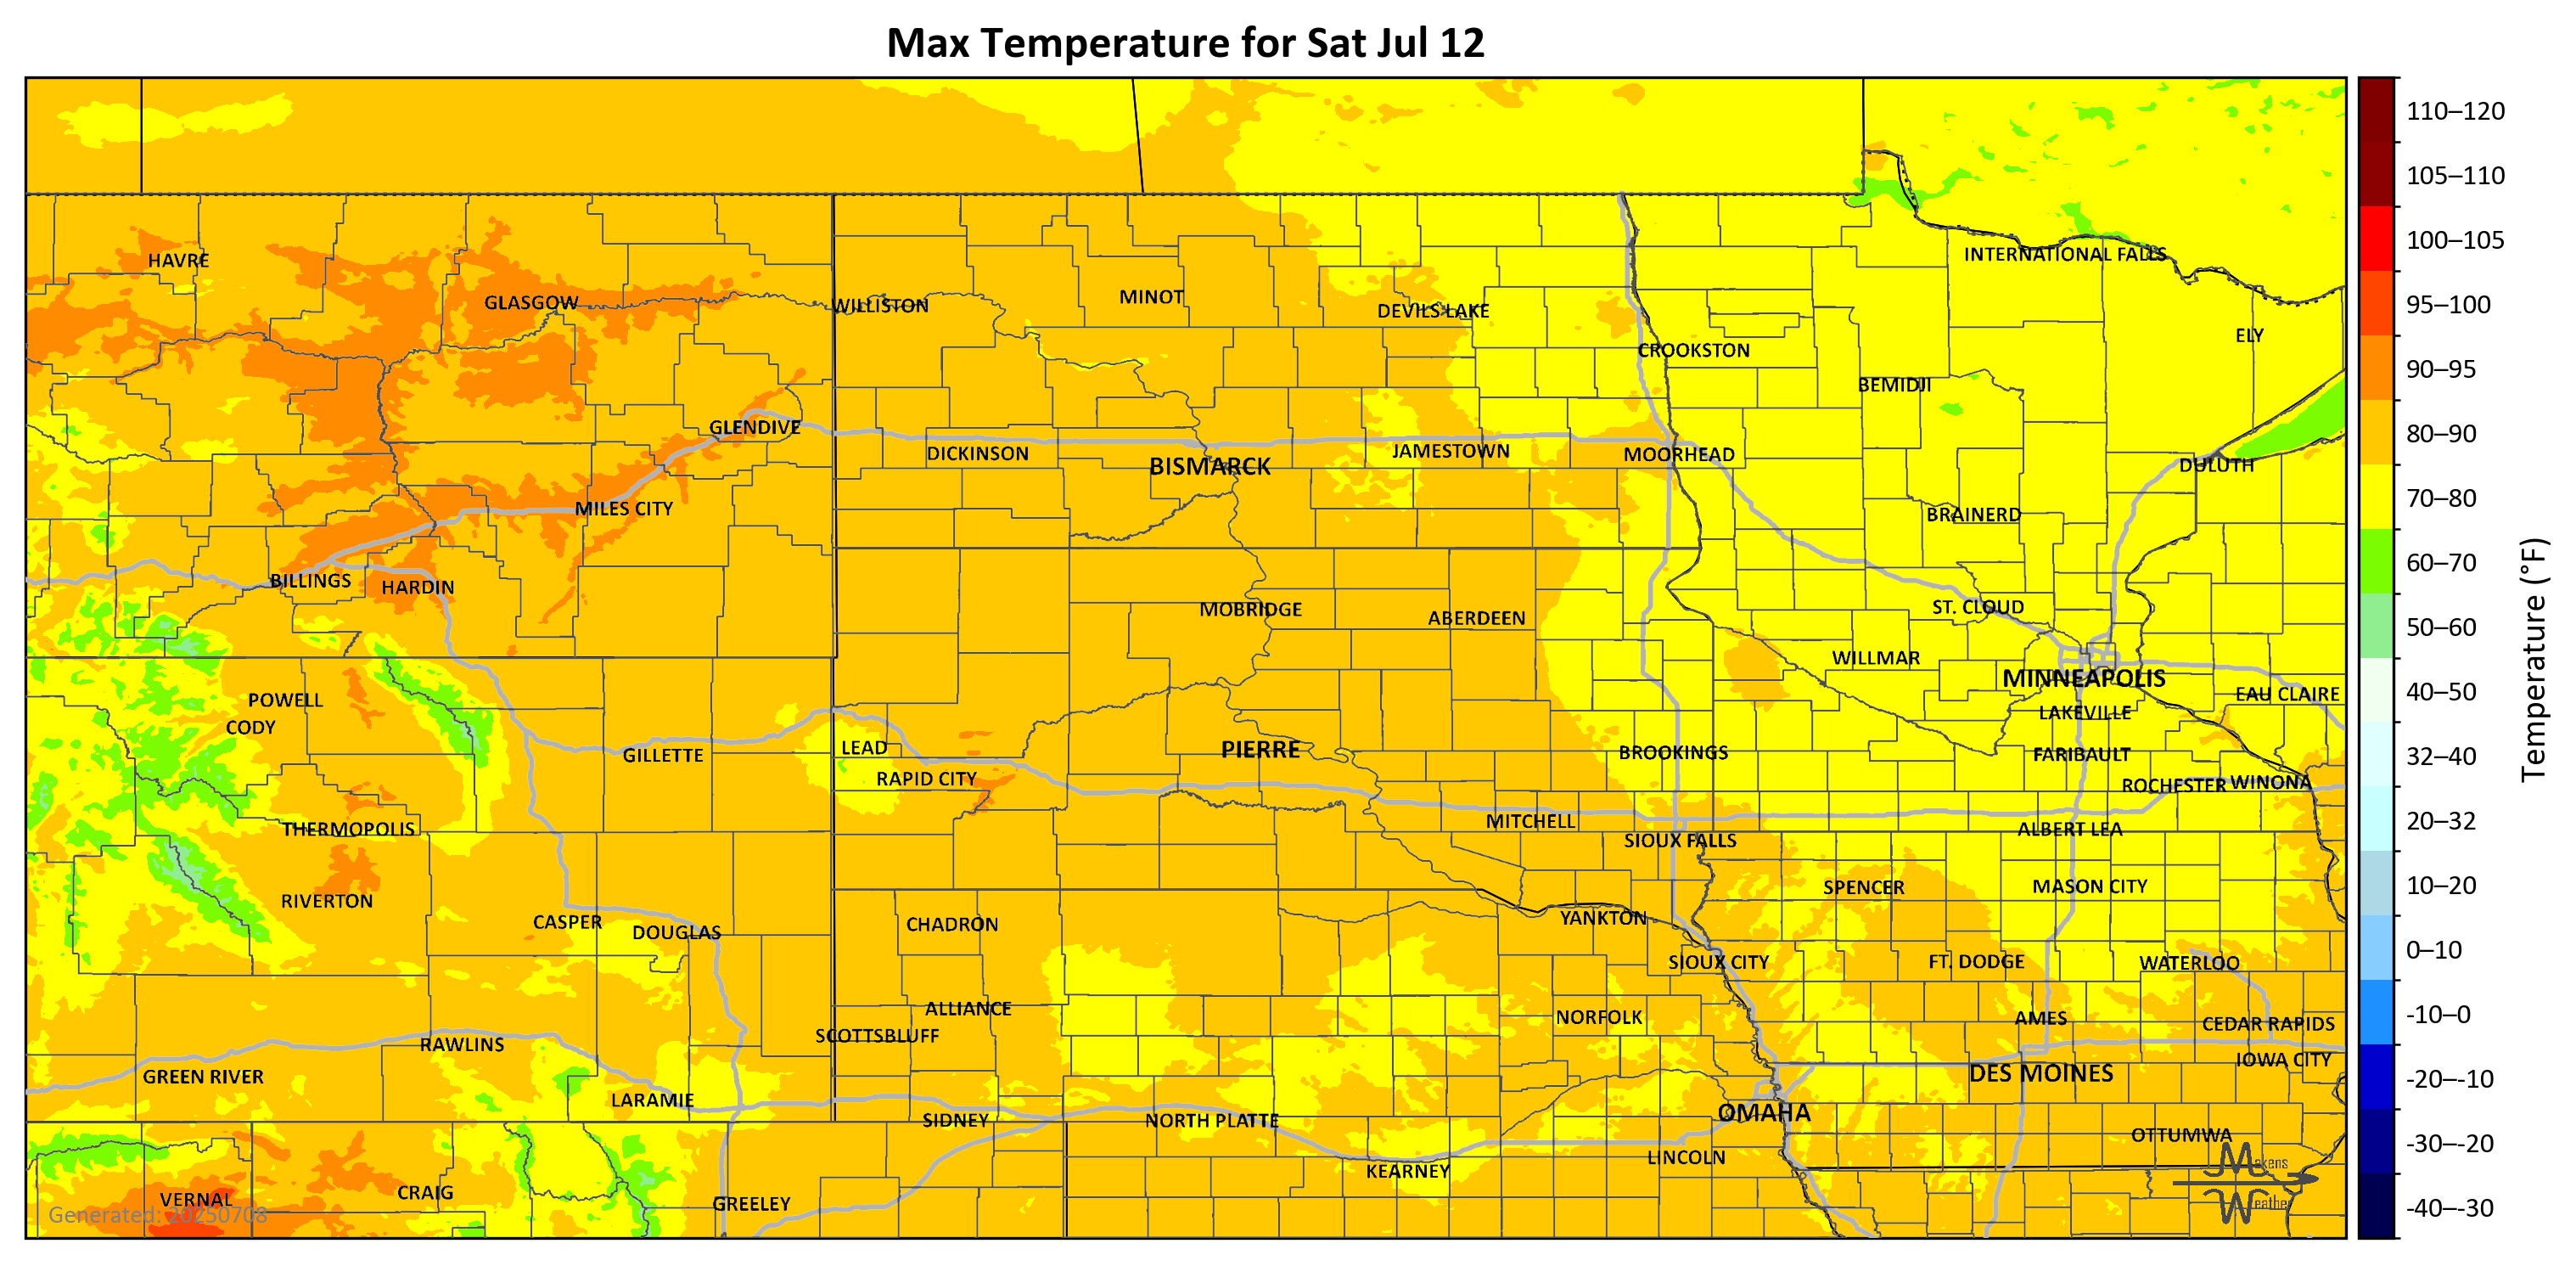 Max Temperature for Sat Jul 12
110–120
105–110
100–105
95–100
90–95
80–90
70–80
60–70
50–60
40–50
32–40
20–32
10–20
0–10
-10–0
-20–-10
-30–-20
-40–-30
Temperature (°F)
HAVRE
GLASGOW
WILLISTON
MINOT
DEVILS LAKE
INTERNATIONAL FALLS
CROOKSTON
ELY
BEMIDJI
GLENDIVE
DICKINSON
BISMARCK
JAMESTOWN
MOORHEAD
DULUTH
MILES CITY
BRAINERD
BILLINGS
HARDIN
MOBRIDGE
ABERDEEN
ST. CLOUD
WILLMAR
MINNEAPOLIS
EAU CLAIRE
POWELL
CODY
LAKEVILLE
GILLETTE
LEAD
RAPID CITY
PIERRE
BROOKINGS
FARIBAULT
ROCHESTER
WINONA
THERMOPOLIS
MITCHELL
SIOUX FALLS
ALBERT LEA
RIVERTON
SPENCER
MASON CITY
CASPER
DOUGLAS
CHADRON
YANKTON
SIOUX CITY
FT. DODGE
WATERLOO
ALLIANCE
NORFOLK
AMES
CEDAR RAPIDS
SCOTTSBLUFF
RAWLINS
IOWA CITY
GREEN RIVER
DES MOINES
LARAMIE
SIDNEY
NORTH PLATTE
OMAHA
OTTUMWA
KEARNEY
LINCOLN
VERNAL
CRAIG
GREELEY
Generated: 20250708
Makens
Weather